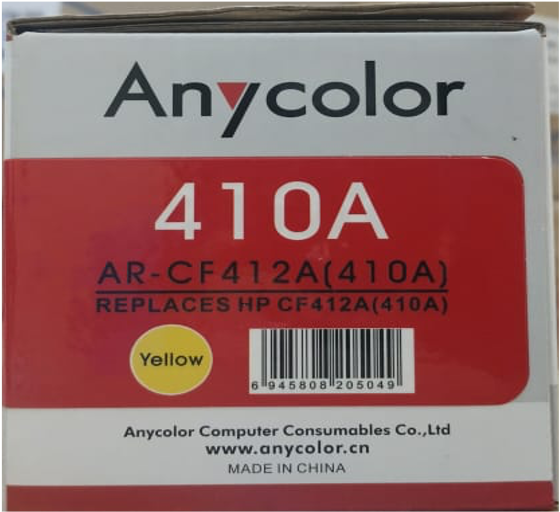 Anycolor
410A
AR-CF412A(410A)
REPLACES HP CF412A(410A)
Yellow
6 945808 205049
Anycolor Computer Consumables Co.,Ltd
www.anycolor.cn
MADE IN CHINA